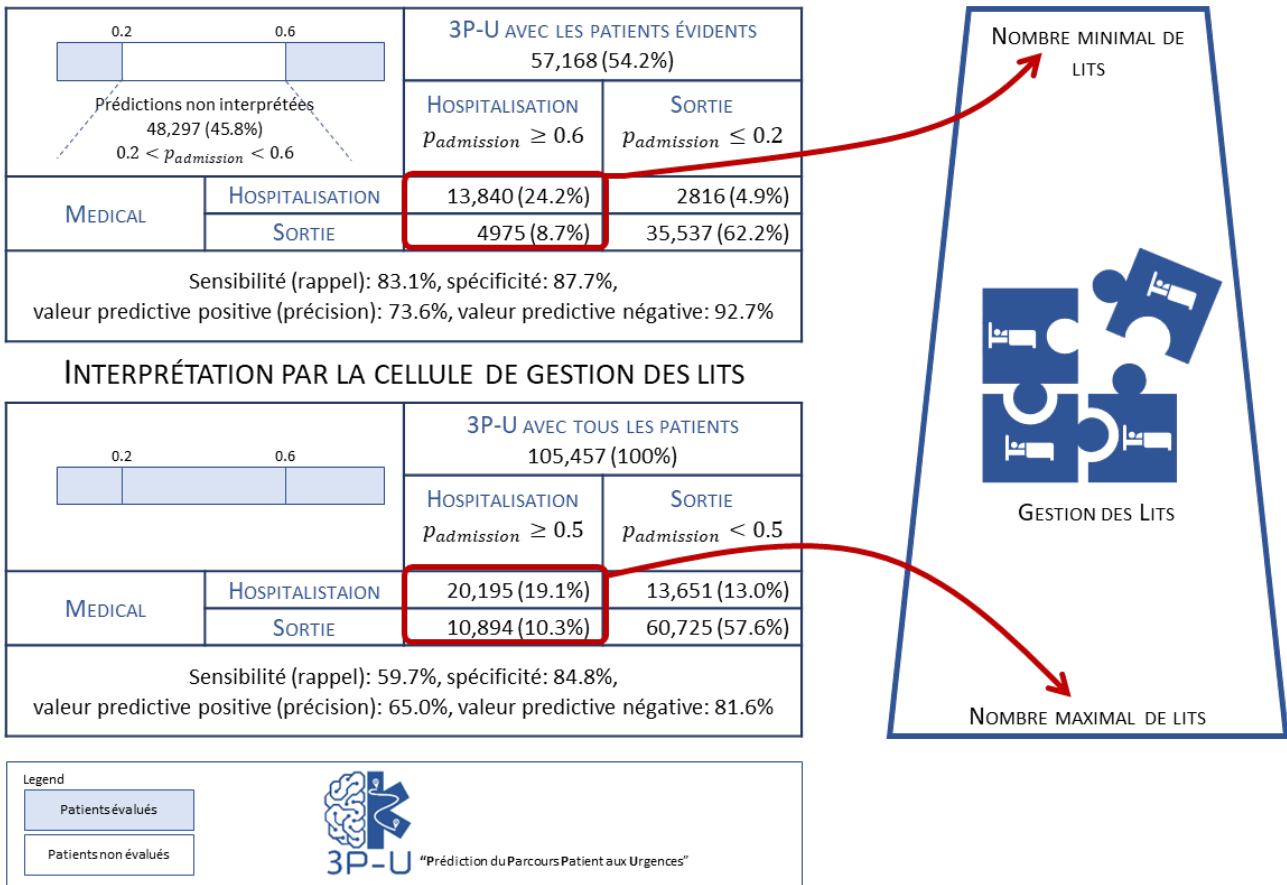 0.2 0.6
Prédictions non interprétées
48,297 (45.8%)
0.2 < p_admission < 0.6
3P-U AVEC LES PATIENTS ÉVIDENTS
57,168 (54.2%)
HOSPITALISATION
p_admission ≥ 0.6
SORTIE
p_admission ≤ 0.2
MEDICAL
HOSPITALISATION 13,840 (24.2%) 2816 (4.9%)
SORTIE 4975 (8.7%) 35,537 (62.2%)
Sensibilité (rappel): 83.1%, spécificité: 87.7%,
valeur predictive positive (précision): 73.6%, valeur predictive négative: 92.7%
INTERPRÉTATION PAR LA CELLULE DE GESTION DES LITS
0.2 0.6
3P-U AVEC TOUS LES PATIENTS
105,457 (100%)
HOSPITALISATION
p_admission ≥ 0.5
SORTIE
p_admission < 0.5
MEDICAL
HOSPITALISTAION 20,195 (19.1%) 13,651 (13.0%)
SORTIE 10,894 (10.3%) 60,725 (57.6%)
Sensibilité (rappel): 59.7%, spécificité: 84.8%,
valeur predictive positive (précision): 65.0%, valeur predictive négative: 81.6%
NOMBRE MINIMAL DE
LITS
GESTION DES LITS
NOMBRE MAXIMAL DE LITS
Legend
Patients évalués
Patients non évalués
3P-U
"Prédiction du Parcours Patient aux Urgences"